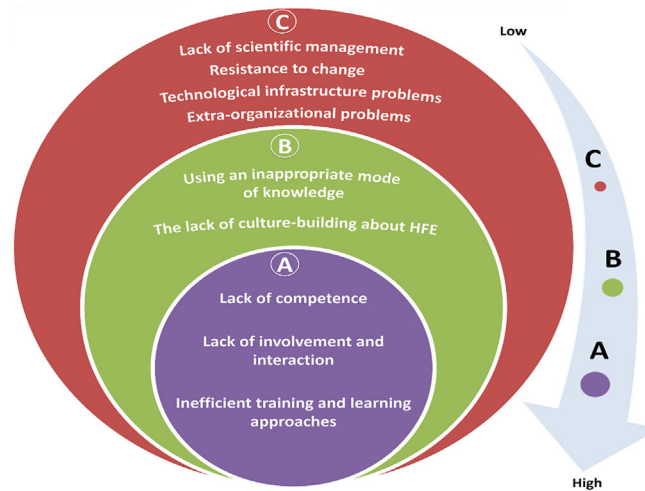 C
Lack of scientific management
Resistance to change
Technological infrastructure problems
Extra-organizational problems
B
Using an inappropriate mode
of knowledge
The lack of culture-building about HFE
A
Lack of competence
Lack of involvement and
interaction
Inefficient training and learning
approaches
Low
C
B
A
High